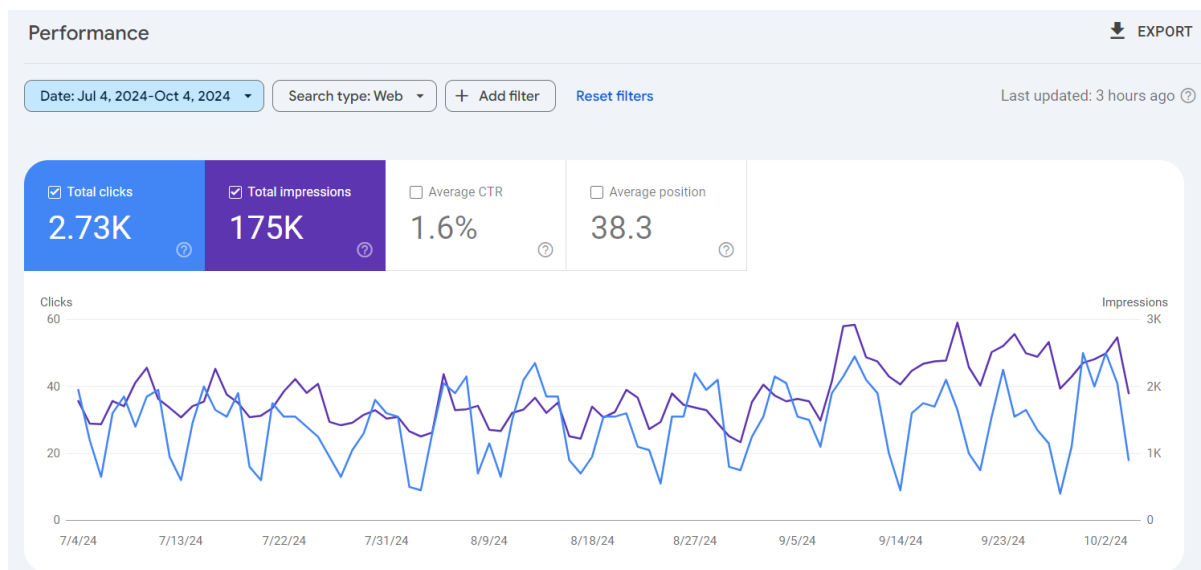 Performance
EXPORT
Date: Jul 4, 2024-Oct 4, 2024
Search type: Web
+ Add filter
Reset filters
Last updated: 3 hours ago
Total clicks
2.73K
Total impressions
175K
Average CTR
1.6%
Average position
38.3
Clicks
Impressions
60
3K
40
2K
20
1K
0
0
7/4/24
7/13/24
7/22/24
7/31/24
8/9/24
8/18/24
8/27/24
9/5/24
9/14/24
9/23/24
10/2/24